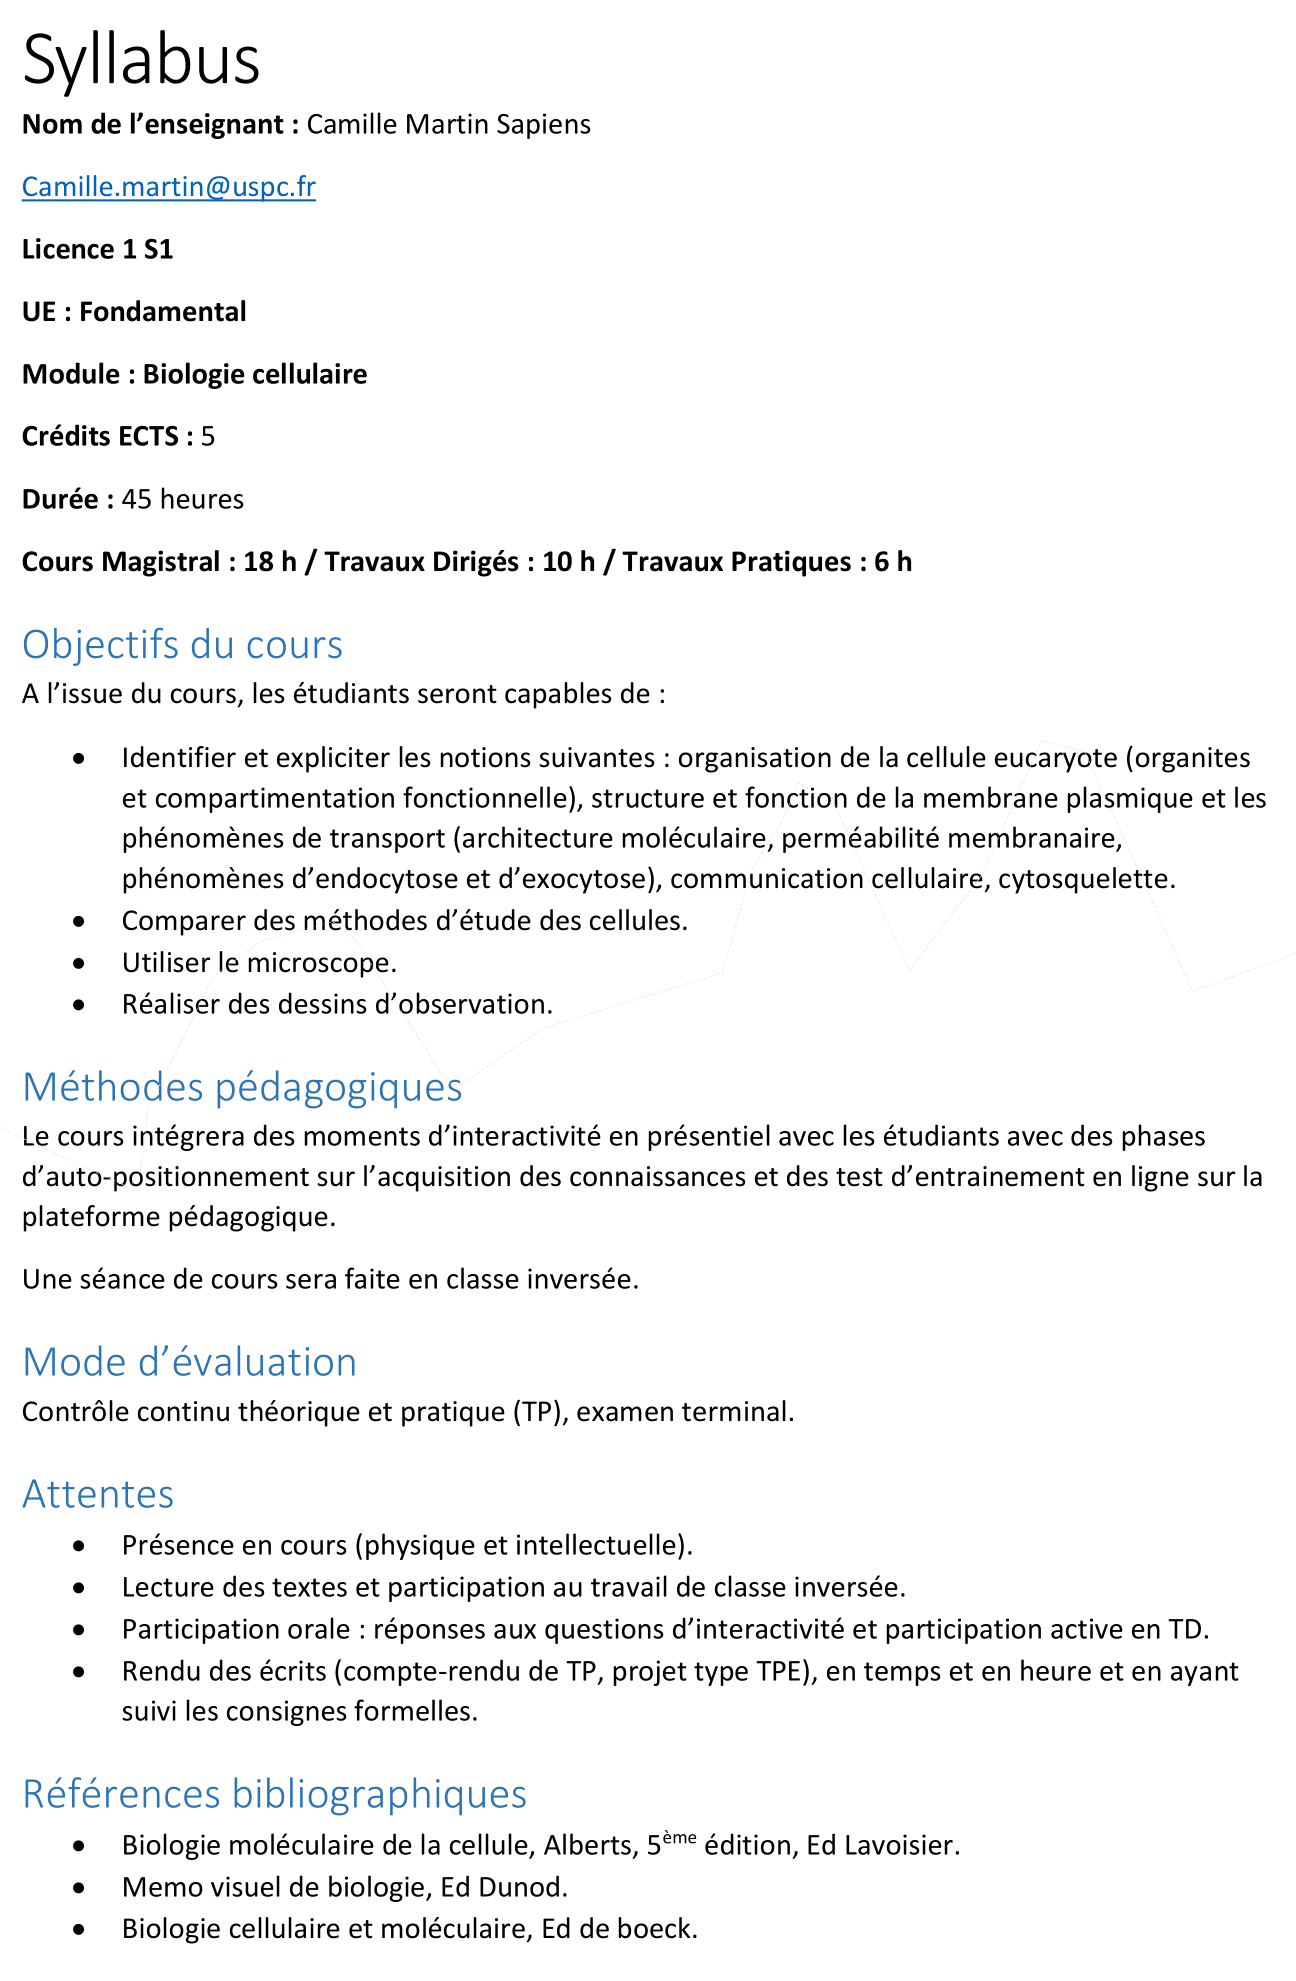 Syllabus
Nom de l’enseignant : Camille Martin Sapiens
Camille.martin@uspc.fr
Licence 1 S1
UE : Fondamental
Module : Biologie cellulaire
Crédits ECTS : 5
Durée : 45 heures
Cours Magistral : 18 h / Travaux Dirigés : 10 h / Travaux Pratiques : 6 h
Objectifs du cours
A l’issue du cours, les étudiants seront capables de :
• Identifier et expliciter les notions suivantes : organisation de la cellule eucaryote (organites
et compartimentation fonctionnelle), structure et fonction de la membrane plasmique et les
phénomènes de transport (architecture moléculaire, perméabilité membranaire,
phénomènes d’endocytose et d’exocytose), communication cellulaire, cytosquelette.
• Comparer des méthodes d’étude des cellules.
• Utiliser le microscope.
• Réaliser des dessins d’observation.
Méthodes pédagogiques
Le cours intégrera des moments d’interactivité en présentiel avec les étudiants avec des phases
d’auto-positionnement sur l’acquisition des connaissances et des test d’entrainement en ligne sur la
plateforme pédagogique.
Une séance de cours sera faite en classe inversée.
Mode d’évaluation
Contrôle continu théorique et pratique (TP), examen terminal.
Attentes
• Présence en cours (physique et intellectuelle).
• Lecture des textes et participation au travail de classe inversée.
• Participation orale : réponses aux questions d’interactivité et participation active en TD.
• Rendu des écrits (compte-rendu de TP, projet type TPE), en temps et en heure et en ayant
suivi les consignes formelles.
Références bibliographiques
• Biologie moléculaire de la cellule, Alberts, 5ème édition, Ed Lavoisier.
• Memo visuel de biologie, Ed Dunod.
• Biologie cellulaire et moléculaire, Ed de boeck.